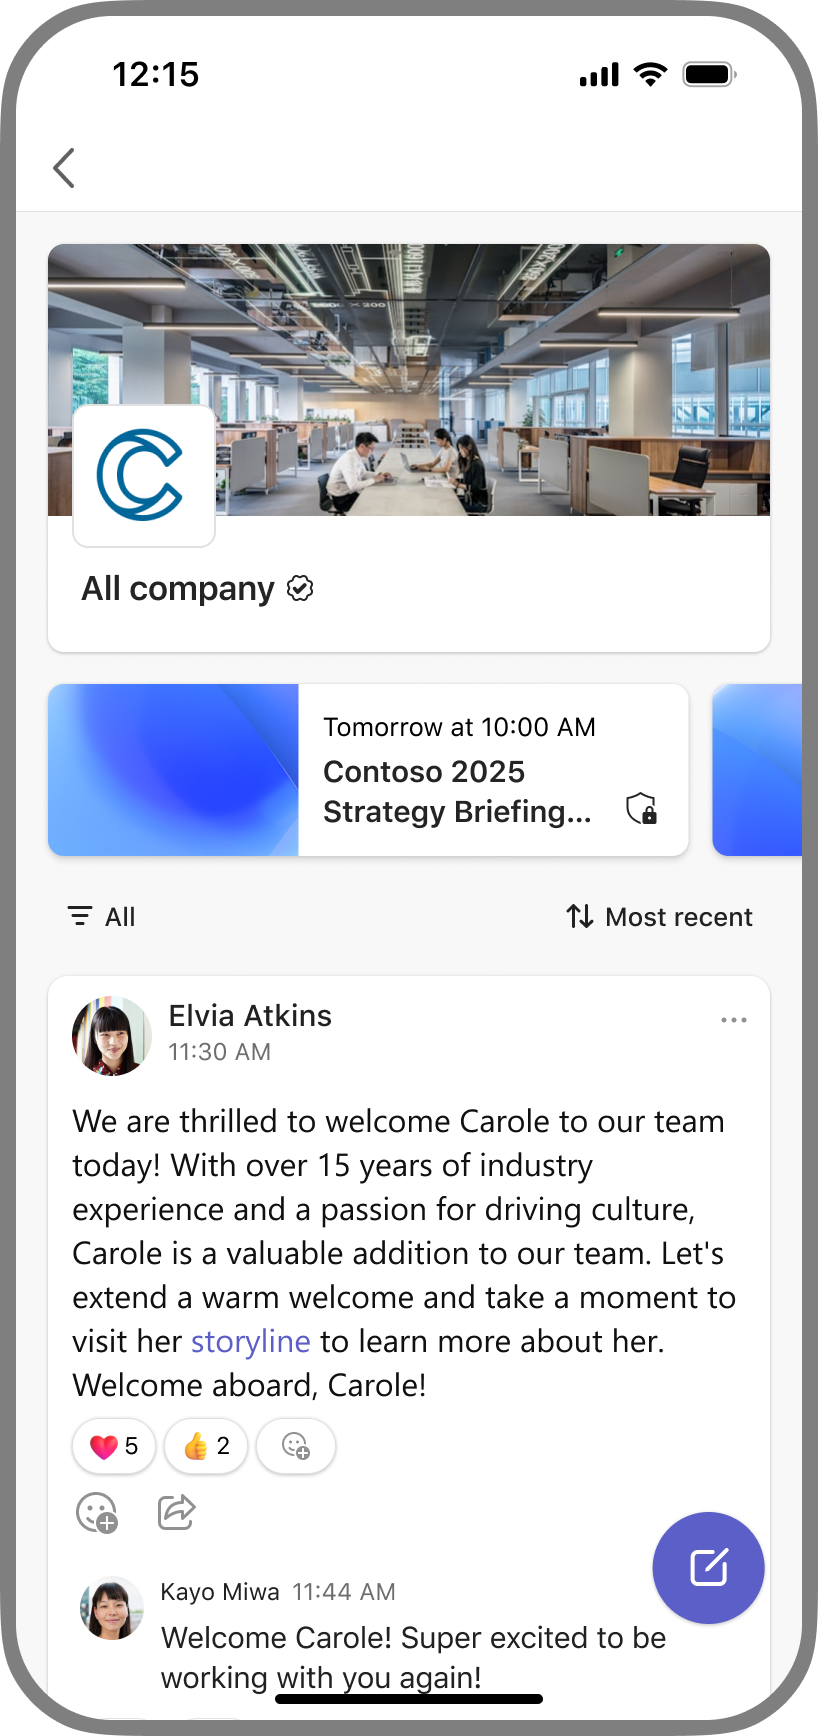 12:15
All company
Tomorrow at 10:00 AM
Contoso 2025
Strategy Briefing...
All
Most recent
Elvia Atkins
11:30 AM
We are thrilled to welcome Carole to our team
today! With over 15 years of industry
experience and a passion for driving culture,
Carole is a valuable addition to our team. Let's
extend a warm welcome and take a moment to
visit her storyline to learn more about her.
Welcome aboard, Carole!
5
2
Kayo Miwa 11:44 AM
Welcome Carole! Super excited to be
working with you again!